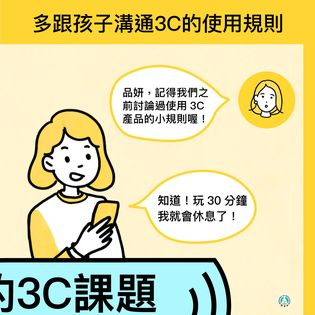 多跟孩子溝通3C的使用規則
品妍，記得我們之
前討論過使用 3C
產品的小規則喔！
知道！玩 30 分鐘
我就會休息了！
的3C課題